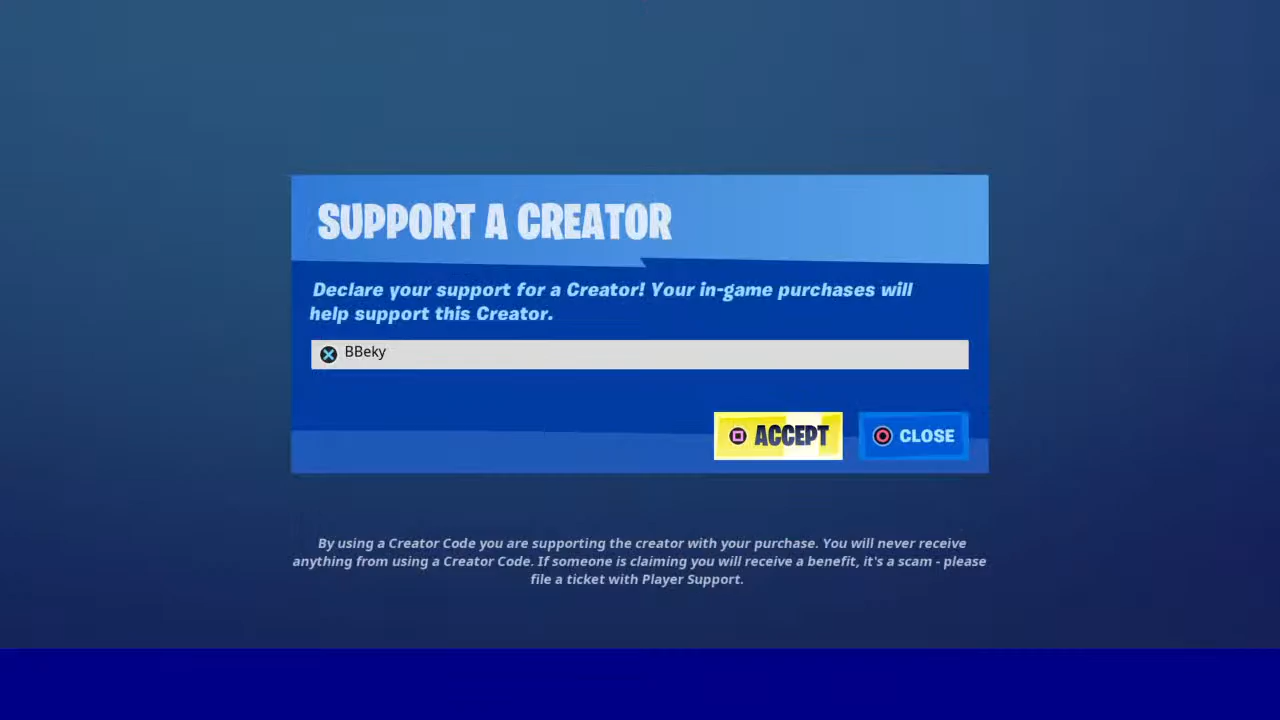 SUPPORT A CREATOR
Declare your support for a Creator! Your in-game purchases will
help support this Creator.
BBeky
ACCEPT
CLOSE
By using a Creator Code you are supporting the creator with your purchase. You will never receive
anything from using a Creator Code. If someone is claiming you will receive a benefit, it's a scam - please
file a ticket with Player Support.